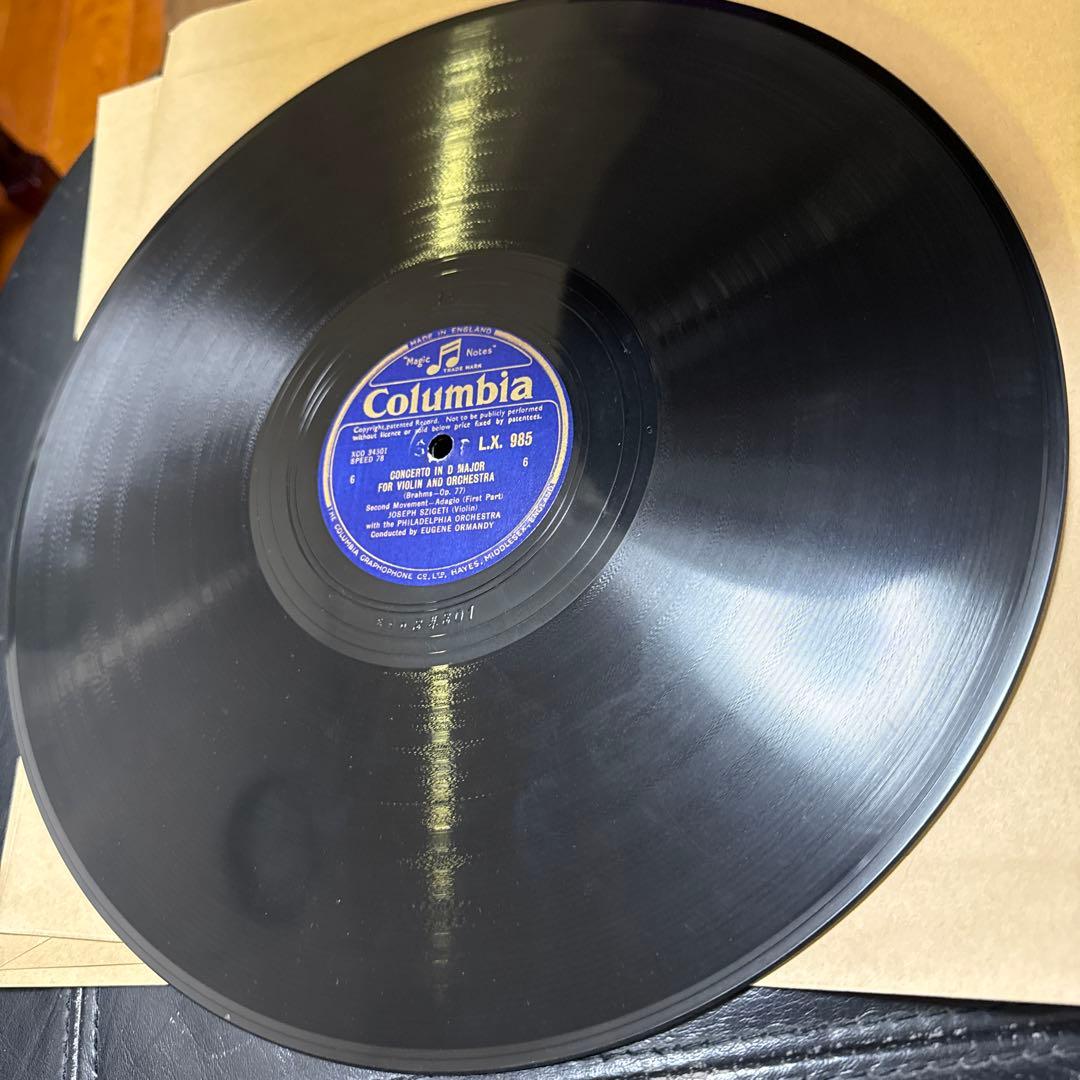 MADE IN ENGLAND
"Magic Notes"
TRADE MARK
Columbia
Copyright, patented Record. Not to be publicly performed
without licence or sold below price fixed by patentees.
L.X. 985
XCO 34301
SPEED 78
6
6
CONCERTO IN D MAJOR
FOR VIOLIN AND ORCHESTRA
(Brahms—Op. 77)
Second Movement—Adagio (First Part)
JOSEPH SZIGETI (Violin)
with the PHILADELPHIA ORCHESTRA
Conducted by EUGENE ORMANDY
THE COLUMBIA GRAPHOPHONE CO., LTD., HAYES, MIDDLESEX, ENGLAND